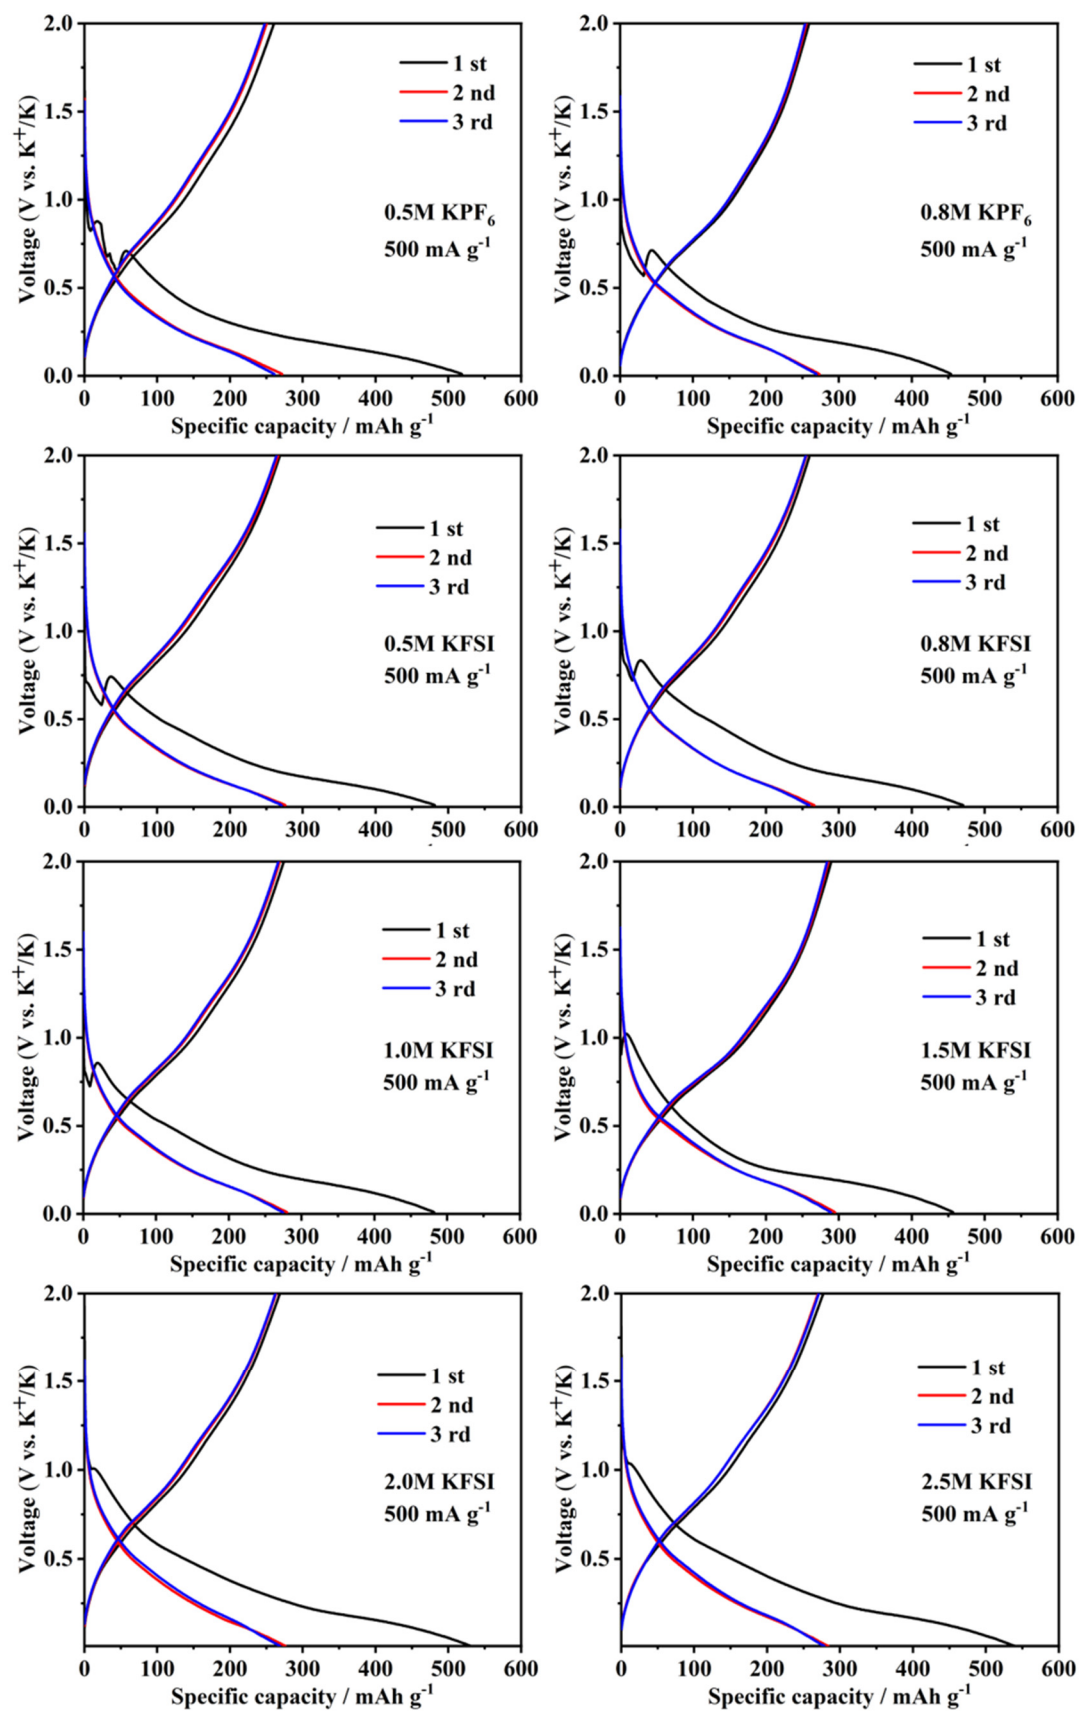 2.0
1.5
1.0
0.5
0.0
Voltage (V vs. K⁺/K)
1 st
2 nd
3 rd
0.5M KPF₆
500 mA g⁻¹
0 100 200 300 400 500 600
Specific capacity / mAh g⁻¹
2.0
1.5
1.0
0.5
0.0
Voltage (V vs. K⁺/K)
1 st
2 nd
3 rd
0.8M KPF₆
500 mA g⁻¹
0 100 200 300 400 500 600
Specific capacity / mAh g⁻¹
2.0
1.5
1.0
0.5
0.0
Voltage (V vs. K⁺/K)
1 st
2 nd
3 rd
0.5M KFSI
500 mA g⁻¹
0 100 200 300 400 500 600
2.0
1.5
1.0
0.5
0.0
Voltage (V vs. K⁺/K)
1 st
2 nd
3 rd
0.8M KFSI
500 mA g⁻¹
0 100 200 300 400 500 600
2.0
1.5
1.0
0.5
0.0
Voltage (V vs. K⁺/K)
1 st
2 nd
3 rd
1.0M KFSI
500 mA g⁻¹
0 100 200 300 400 500 600
Specific capacity / mAh g⁻¹
2.0
1.5
1.0
0.5
0.0
Voltage (V vs. K⁺/K)
1 st
2 nd
3 rd
1.5M KFSI
500 mA g⁻¹
0 100 200 300 400 500 600
Specific capacity / mAh g⁻¹
2.0
1.5
1.0
0.5
Voltage (V vs. K⁺/K)
1 st
2 nd
3 rd
2.0M KFSI
500 mA g⁻¹
0 100 200 300 400 500 600
Specific capacity / mAh g⁻¹
2.0
1.5
1.0
0.5
Voltage (V vs. K⁺/K)
1 st
2 nd
3 rd
2.5M KFSI
500 mA g⁻¹
0 100 200 300 400 500 600
Specific capacity / mAh g⁻¹